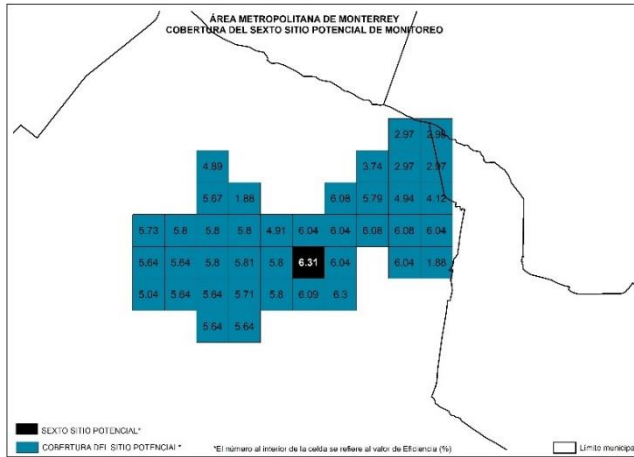 ÁREA METROPOLITANA DE MONTERREY
COBERTURA DEL SEXTO SITIO POTENCIAL DE MONITOREO
2.97 2.98
4.89 3.74 2.97 2.97
5.67 1.88 6.08 5.79 4.94 4.12
5.73 5.8 5.8 5.8 4.91 6.04 6.04 6.08 6.08 6.04
5.64 5.64 5.8 5.81 5.8 6.31 6.04 6.04 1.88
5.04 5.64 5.64 5.71 5.8 6.09 6.3
5.64 5.64
SEXTO SITIO POTENCIAL*
COBERTURA DEL SITIO POTENCIAL* *El número al interior de la celda se refiere al valor de Eficiencia (%) Límite municipa